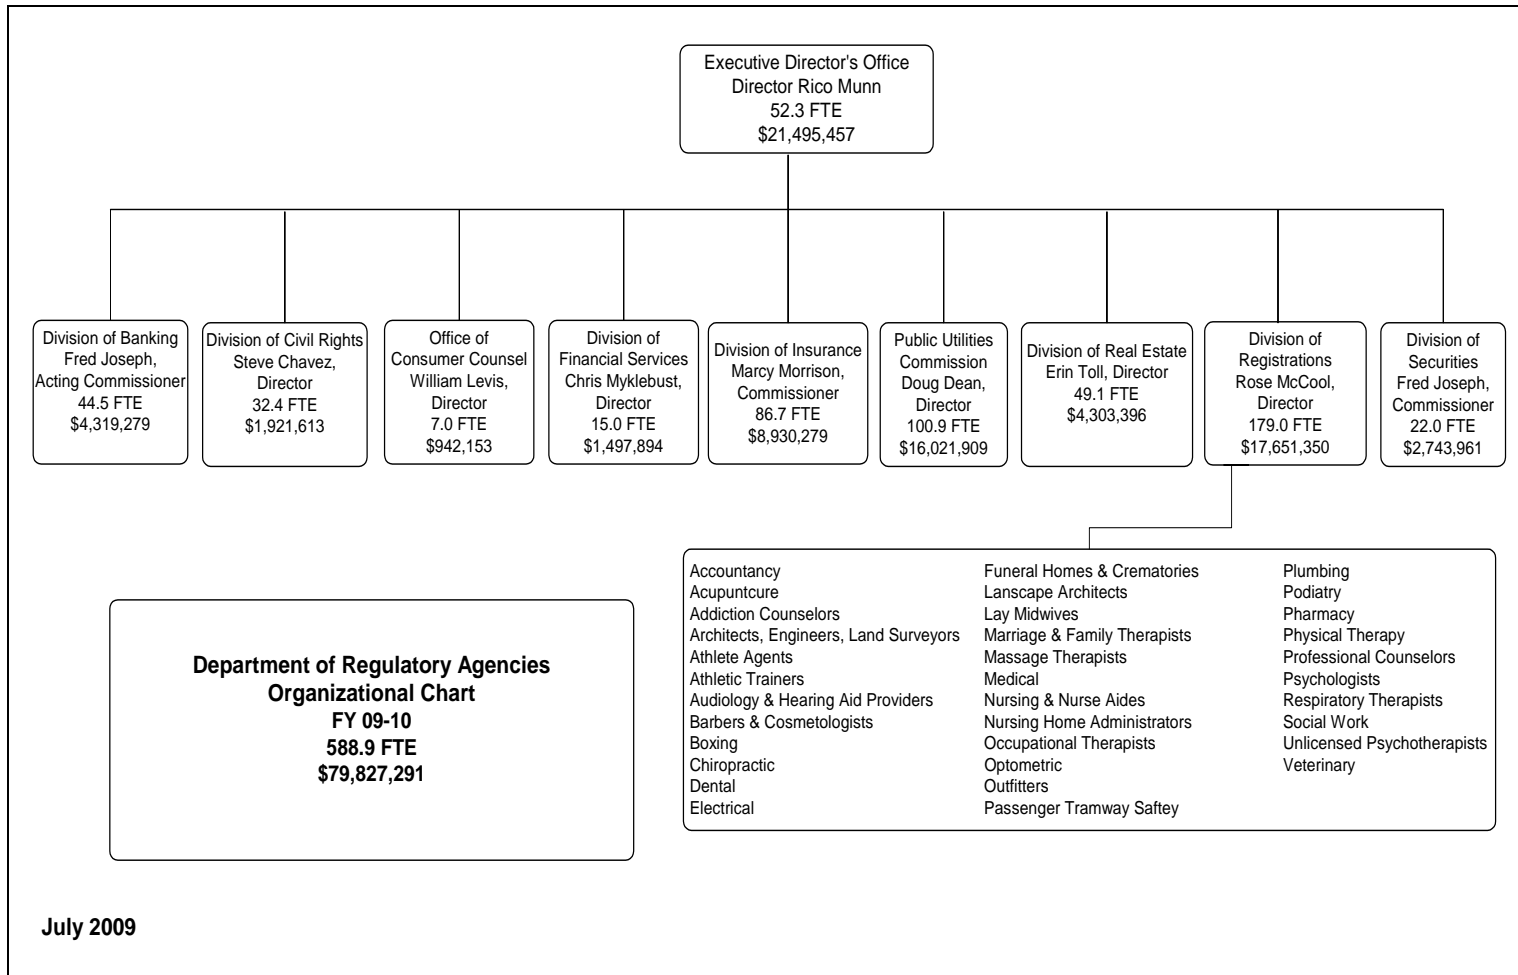 Executive Director's Office
Director Rico Munn
52.3 FTE
$21,495,457
Division of Banking
Fred Joseph,
Acting Commissioner
44.5 FTE
$4,319,279
Division of Civil Rights
Steve Chavez,
Director
32.4 FTE
$1,921,613
Office of
Consumer Counsel
William Levis,
Director
7.0 FTE
$942,153
Division of
Financial Services
Chris Myklebust,
Director
15.0 FTE
$1,497,894
Division of Insurance
Marcy Morrison,
Commissioner
86.7 FTE
$8,930,279
Public Utilities
Commission
Doug Dean,
Director
100.9 FTE
$16,021,909
Division of Real Estate
Erin Toll, Director
49.1 FTE
$4,303,396
Division of
Registrations
Rose McCool,
Director
179.0 FTE
$17,651,350
Division of
Securities
Fred Joseph,
Commissioner
22.0 FTE
$2,743,961
Accountancy
Acupuntcure
Addiction Counselors
Architects, Engineers, Land Surveyors
Athlete Agents
Athletic Trainers
Audiology & Hearing Aid Providers
Barbers & Cosmetologists
Boxing
Chiropractic
Dental
Electrical
Funeral Homes & Crematories
Lanscape Architects
Lay Midwives
Marriage & Family Therapists
Massage Therapists
Medical
Nursing & Nurse Aides
Nursing Home Administrators
Occupational Therapists
Optometric
Outfitters
Passenger Tramway Saftey
Plumbing
Podiatry
Pharmacy
Physical Therapy
Professional Counselors
Psychologists
Respiratory Therapists
Social Work
Unlicensed Psychotherapists
Veterinary
Department of Regulatory Agencies
Organizational Chart
FY 09-10
588.9 FTE
$79,827,291
July 2009